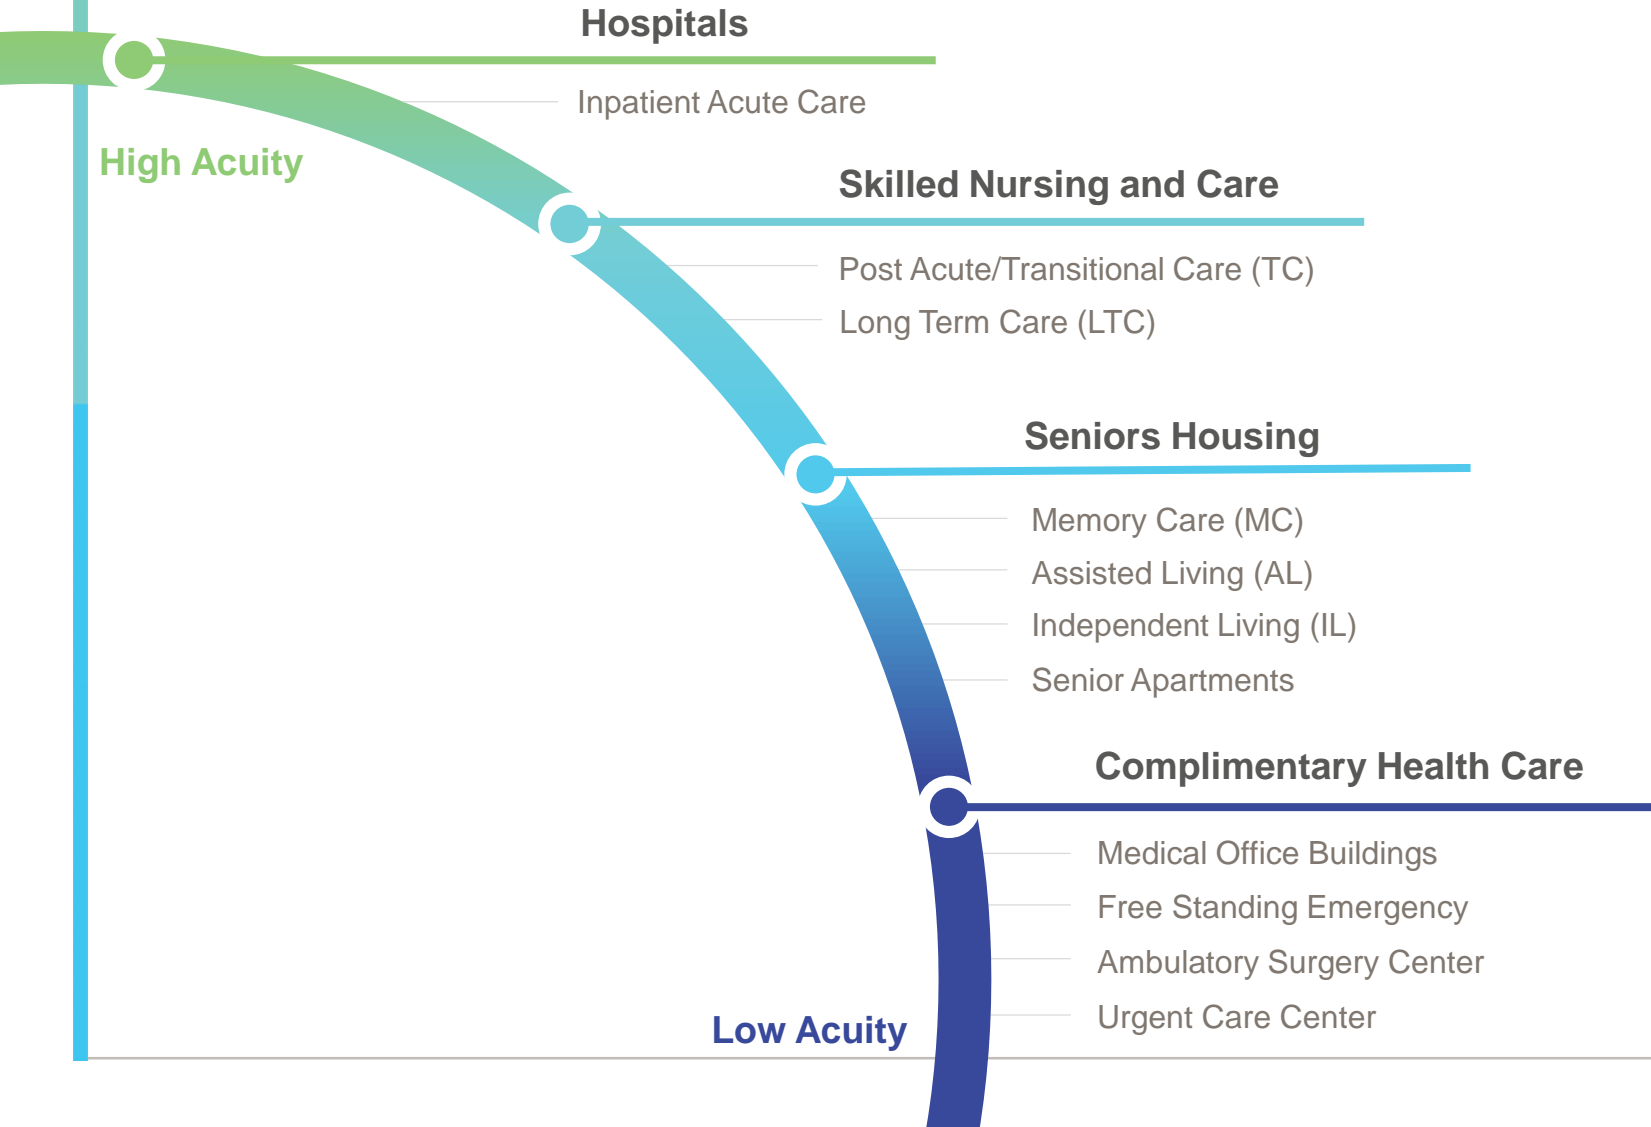 Hospitals
Inpatient Acute Care
High Acuity
Skilled Nursing and Care
Post Acute/Transitional Care (TC)
Long Term Care (LTC)
Seniors Housing
Memory Care (MC)
Assisted Living (AL)
Independent Living (IL)
Senior Apartments
Complimentary Health Care
Medical Office Buildings
Free Standing Emergency
Ambulatory Surgery Center
Urgent Care Center
Low Acuity